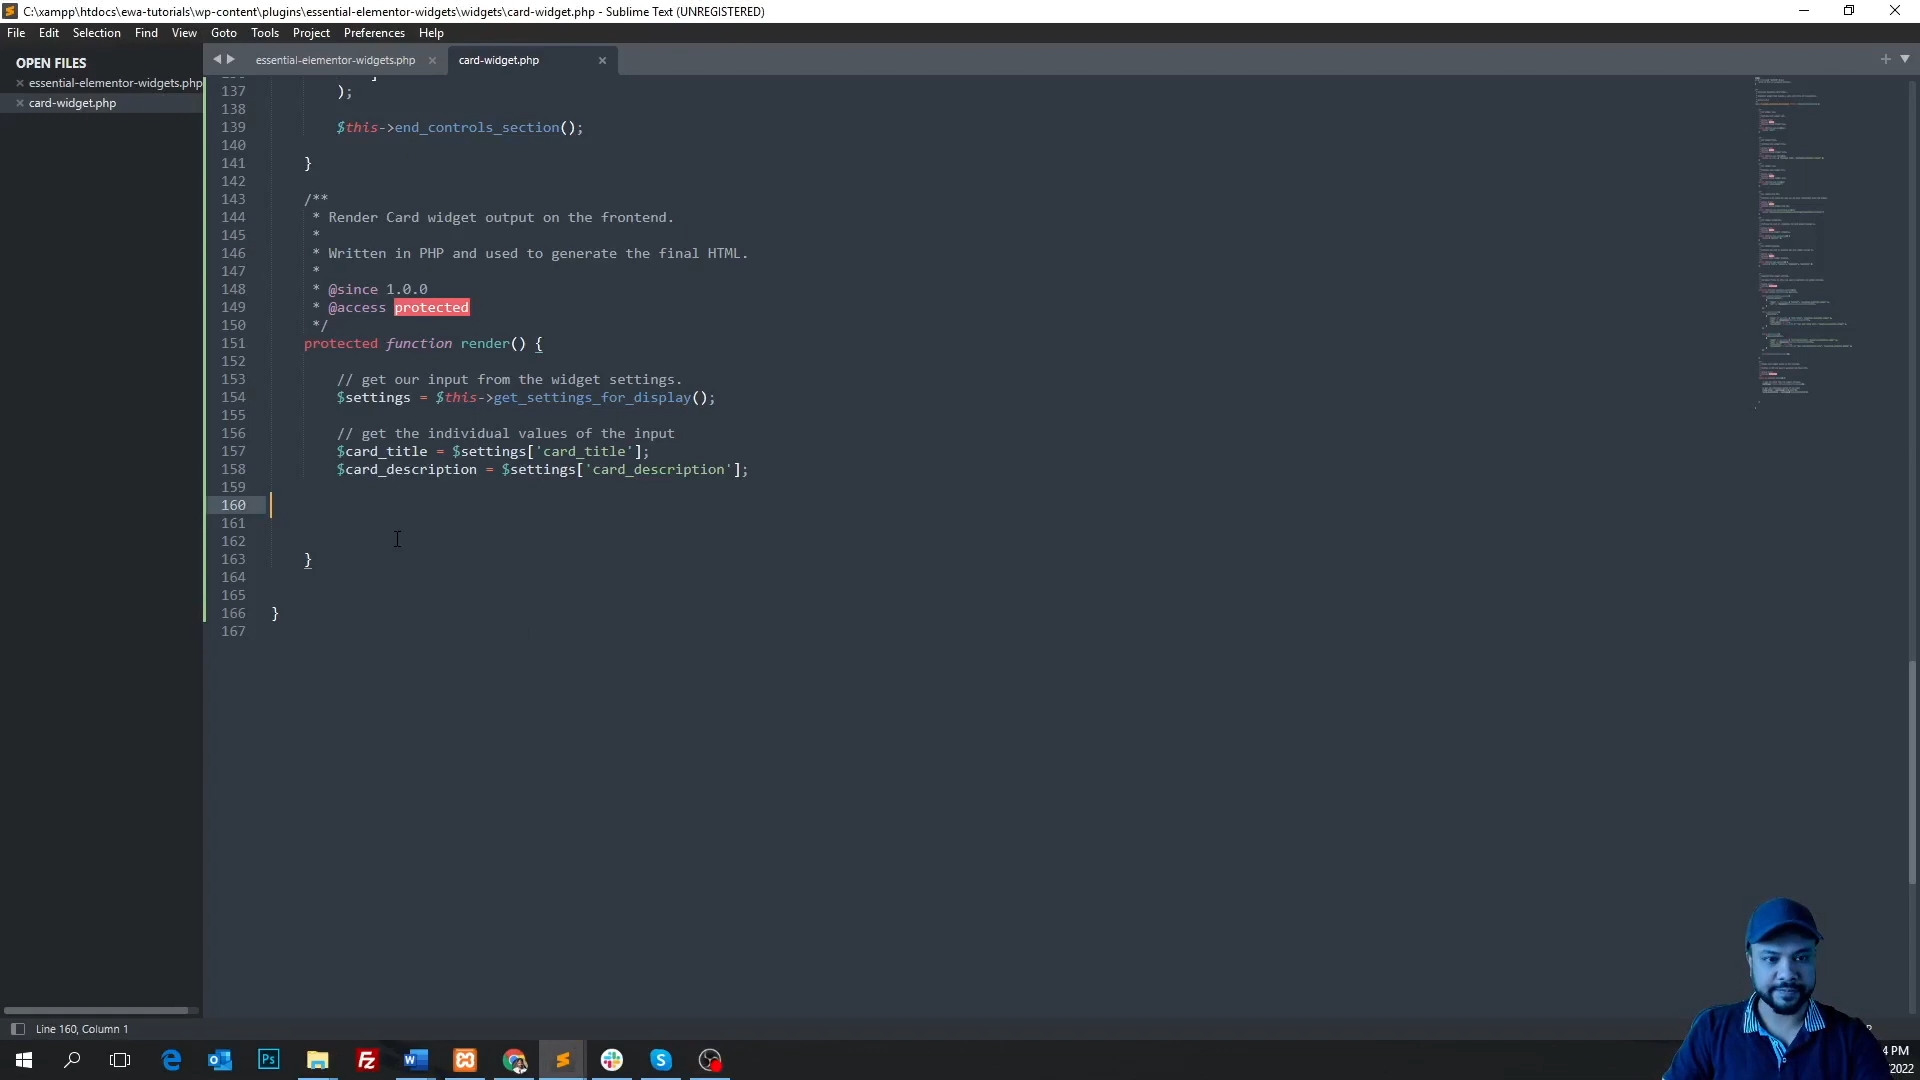 C:\xampp\htdocs\ewa-tutorials\wp-content\plugins\essential-elementor-widgets\widgets\card-widget.php - Sublime Text (UNREGISTERED)
File Edit Selection Find View Goto Tools Project Preferences Help
OPEN FILES
essential-elementor-widgets.php
card-widget.php
essential-elementor-widgets.php
card-widget.php
137 );
138
139 $this->end_controls_section();
140
141 }
142
143 /**
144 * Render Card widget output on the frontend.
145 *
146 * Written in PHP and used to generate the final HTML.
147 *
148 * @since 1.0.0
149 * @access protected
150 */
151 protected function render() {
152
153 // get our input from the widget settings.
154 $settings = $this->get_settings_for_display();
155
156 // get the individual values of the input
157 $card_title = $settings['card_title'];
158 $card_description = $settings['card_description'];
159
160
161
162
163 }
164
165
166 }
167
Line 160, Column 1
4 PM
/2022